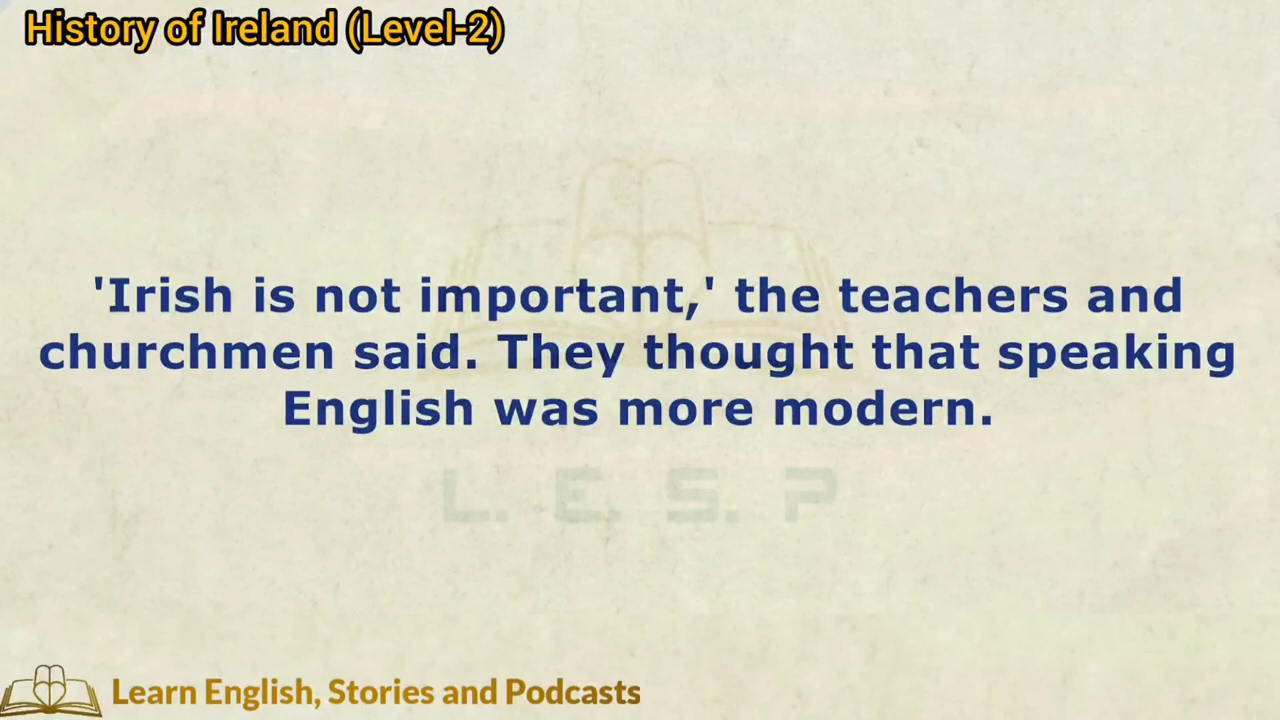 History of Ireland (Level-2)
'Irish is not important,' the teachers and
churchmen said. They thought that speaking
English was more modern.
L. E. S. P
Learn English, Stories and Podcasts